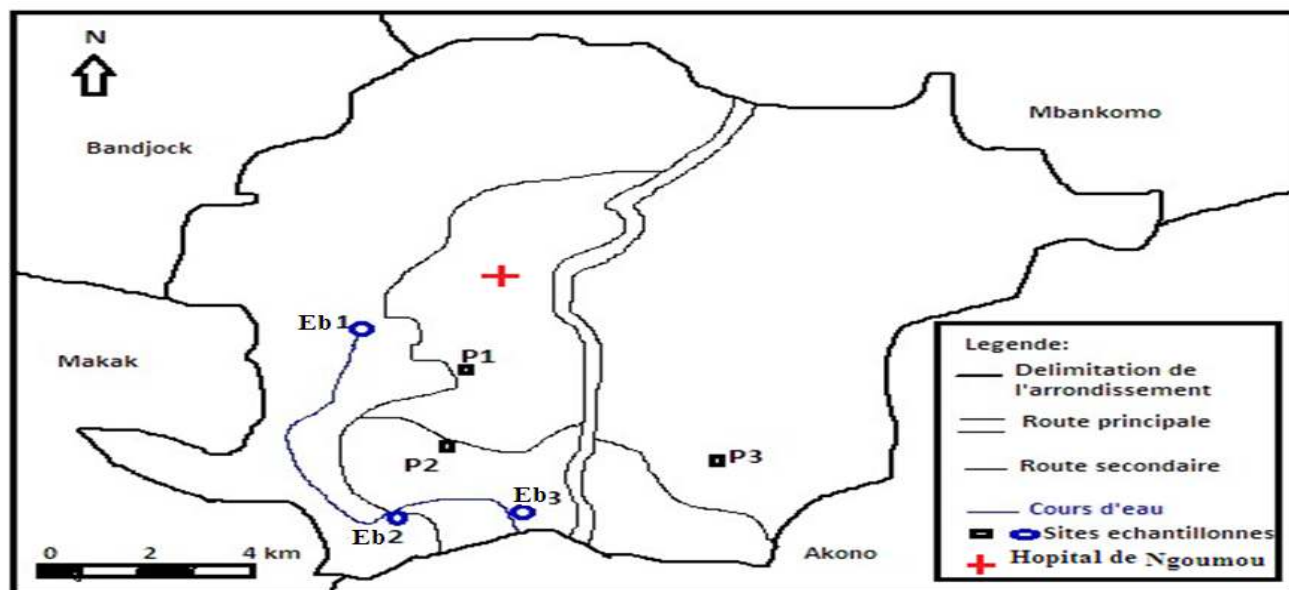 N
Mbankomo
Bandjock
Eb1
P1
Makak
P2
P3
Eb3
Eb2
0 2 4 km
Akono
Legende:
Delimitation de
l'arrondissement
Route principale
Route secondaire
Cours d'eau
Sites echantillonnes
Hopital de Ngoumou